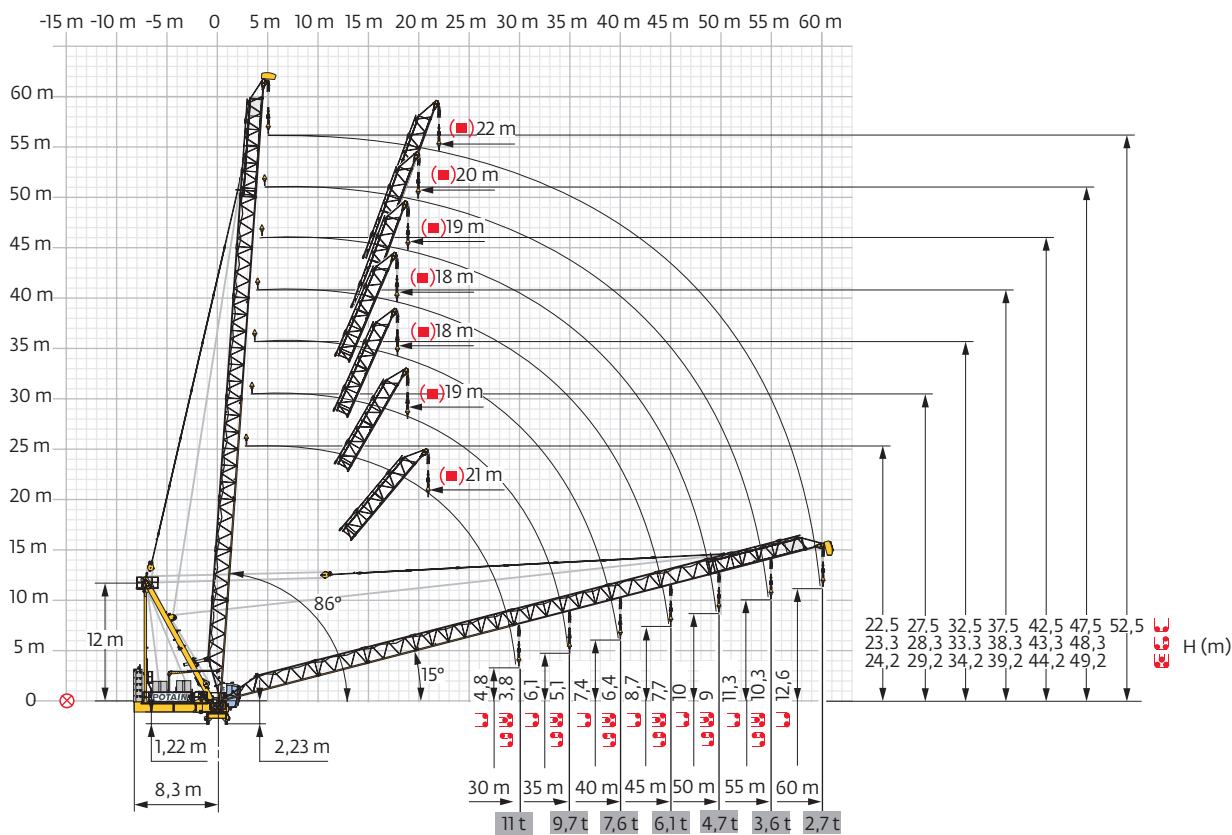 -15 m -10 m -5 m 0 5 m 10 m 15 m 20 m 25 m 30 m 35 m 40 m 45 m 50 m 55 m 60 m
60 m
55 m
50 m
45 m
40 m
35 m
30 m
25 m
20 m
15 m
10 m
5 m
0
22 m
20 m
19 m
18 m
18 m
19 m
21 m
86°
15°
12 m
POTAIN
1,22 m
2,23 m
8,3 m
22,5 27,5 32,5 37,5 42,5 47,5 52,5
23,3 28,3 33,3 38,3 43,3 48,3
24,2 29,2 34,2 39,2 44,2 49,2
H (m)
4,8 3,8 6,1 5,1 7,4 6,4 8,7 7,7 10 9 11,3 10,3 12,6
30 m 35 m 40 m 45 m 50 m 55 m 60 m
11 t 9,7 t 7,6 t 6,1 t 4,7 t 3,6 t 2,7 t